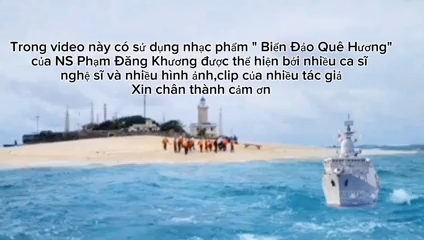 Trong video này có sử dụng nhạc phẩm " Biển Đảo Quê Hương"
của NS Phạm Đăng Khương được thể hiện bởi nhiều ca sĩ
nghệ sĩ và nhiều hình ảnh,clip của nhiều tác giả
Xin chân thành cảm ơn